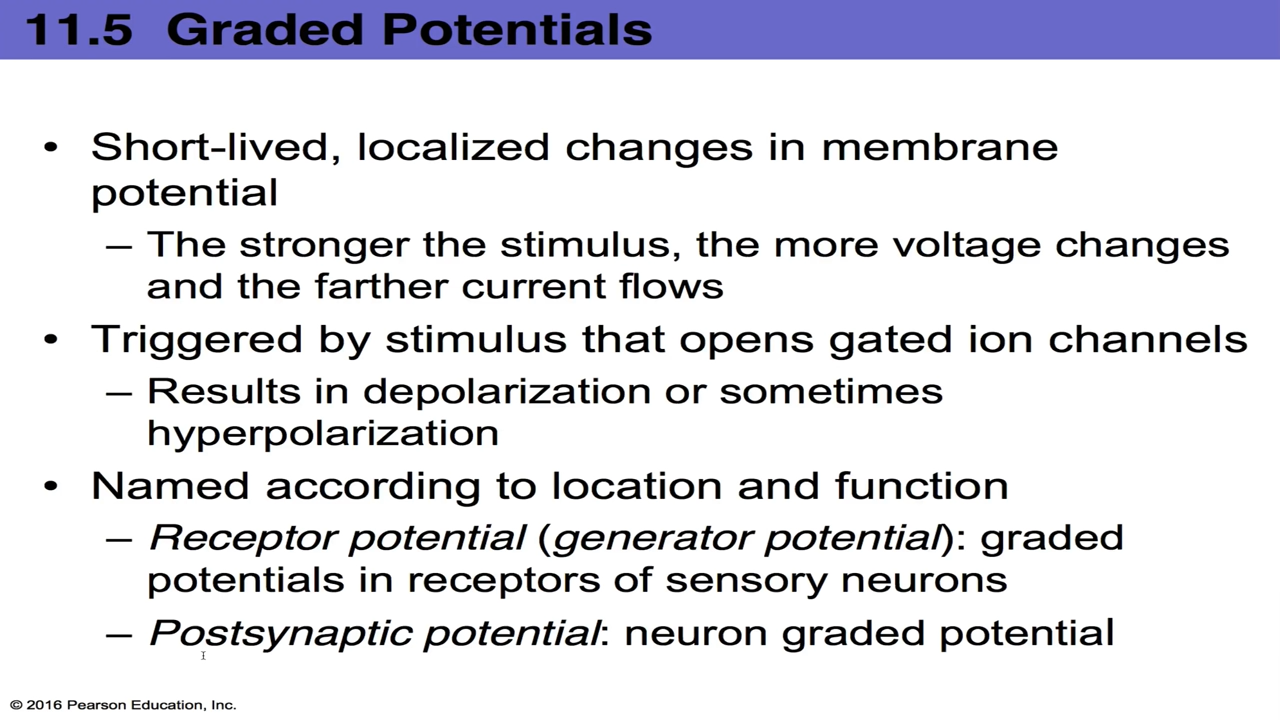 11.5 Graded Potentials
• Short-lived, localized changes in membrane
potential
– The stronger the stimulus, the more voltage changes
and the farther current flows
• Triggered by stimulus that opens gated ion channels
– Results in depolarization or sometimes
hyperpolarization
• Named according to location and function
– Receptor potential (generator potential): graded
potentials in receptors of sensory neurons
– Postsynaptic potential: neuron graded potential
© 2016 Pearson Education, Inc.